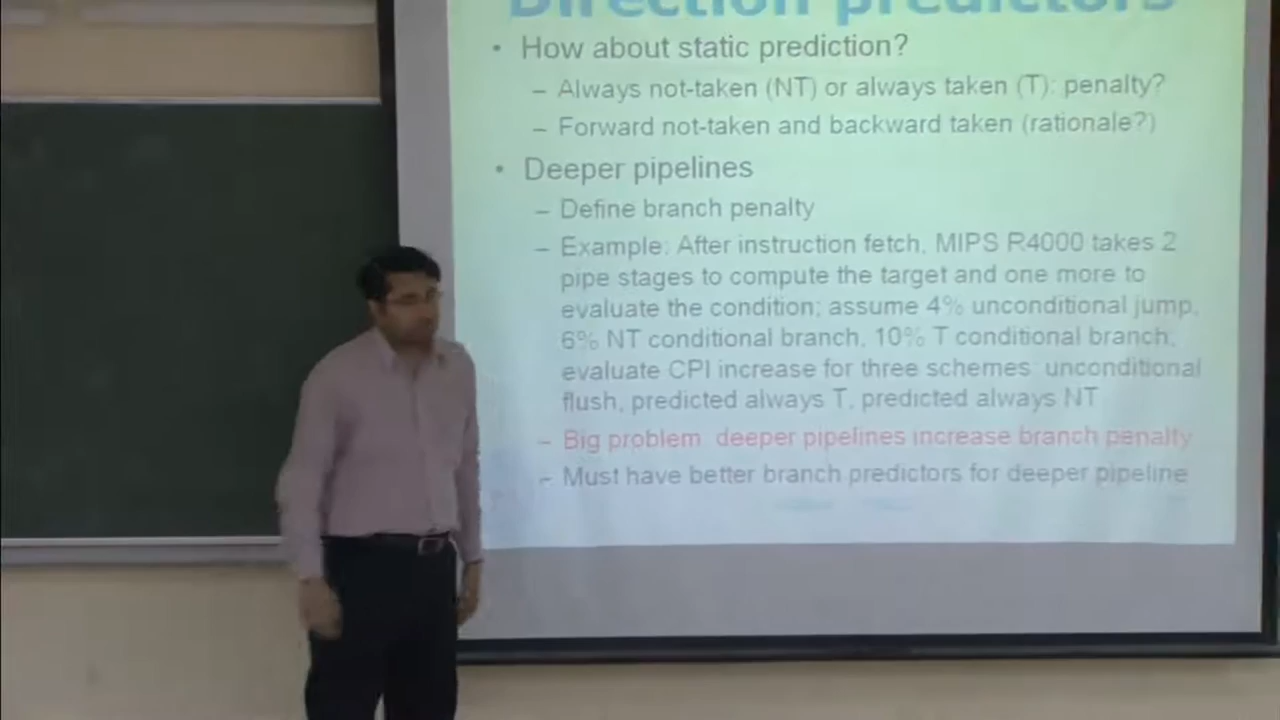 Direction predictors
• How about static prediction?
– Always not-taken (NT) or always taken (T): penalty?
– Forward not-taken and backward taken (rationale?)
• Deeper pipelines
– Define branch penalty
– Example: After instruction fetch, MIPS R4000 takes 2
pipe stages to compute the target and one more to
evaluate the condition; assume 4% unconditional jump,
6% NT conditional branch, 10% T conditional branch;
evaluate CPI increase for three schemes: unconditional
flush, predicted always T, predicted always NT
– Big problem: deeper pipelines increase branch penalty
– Must have better branch predictors for deeper pipeline